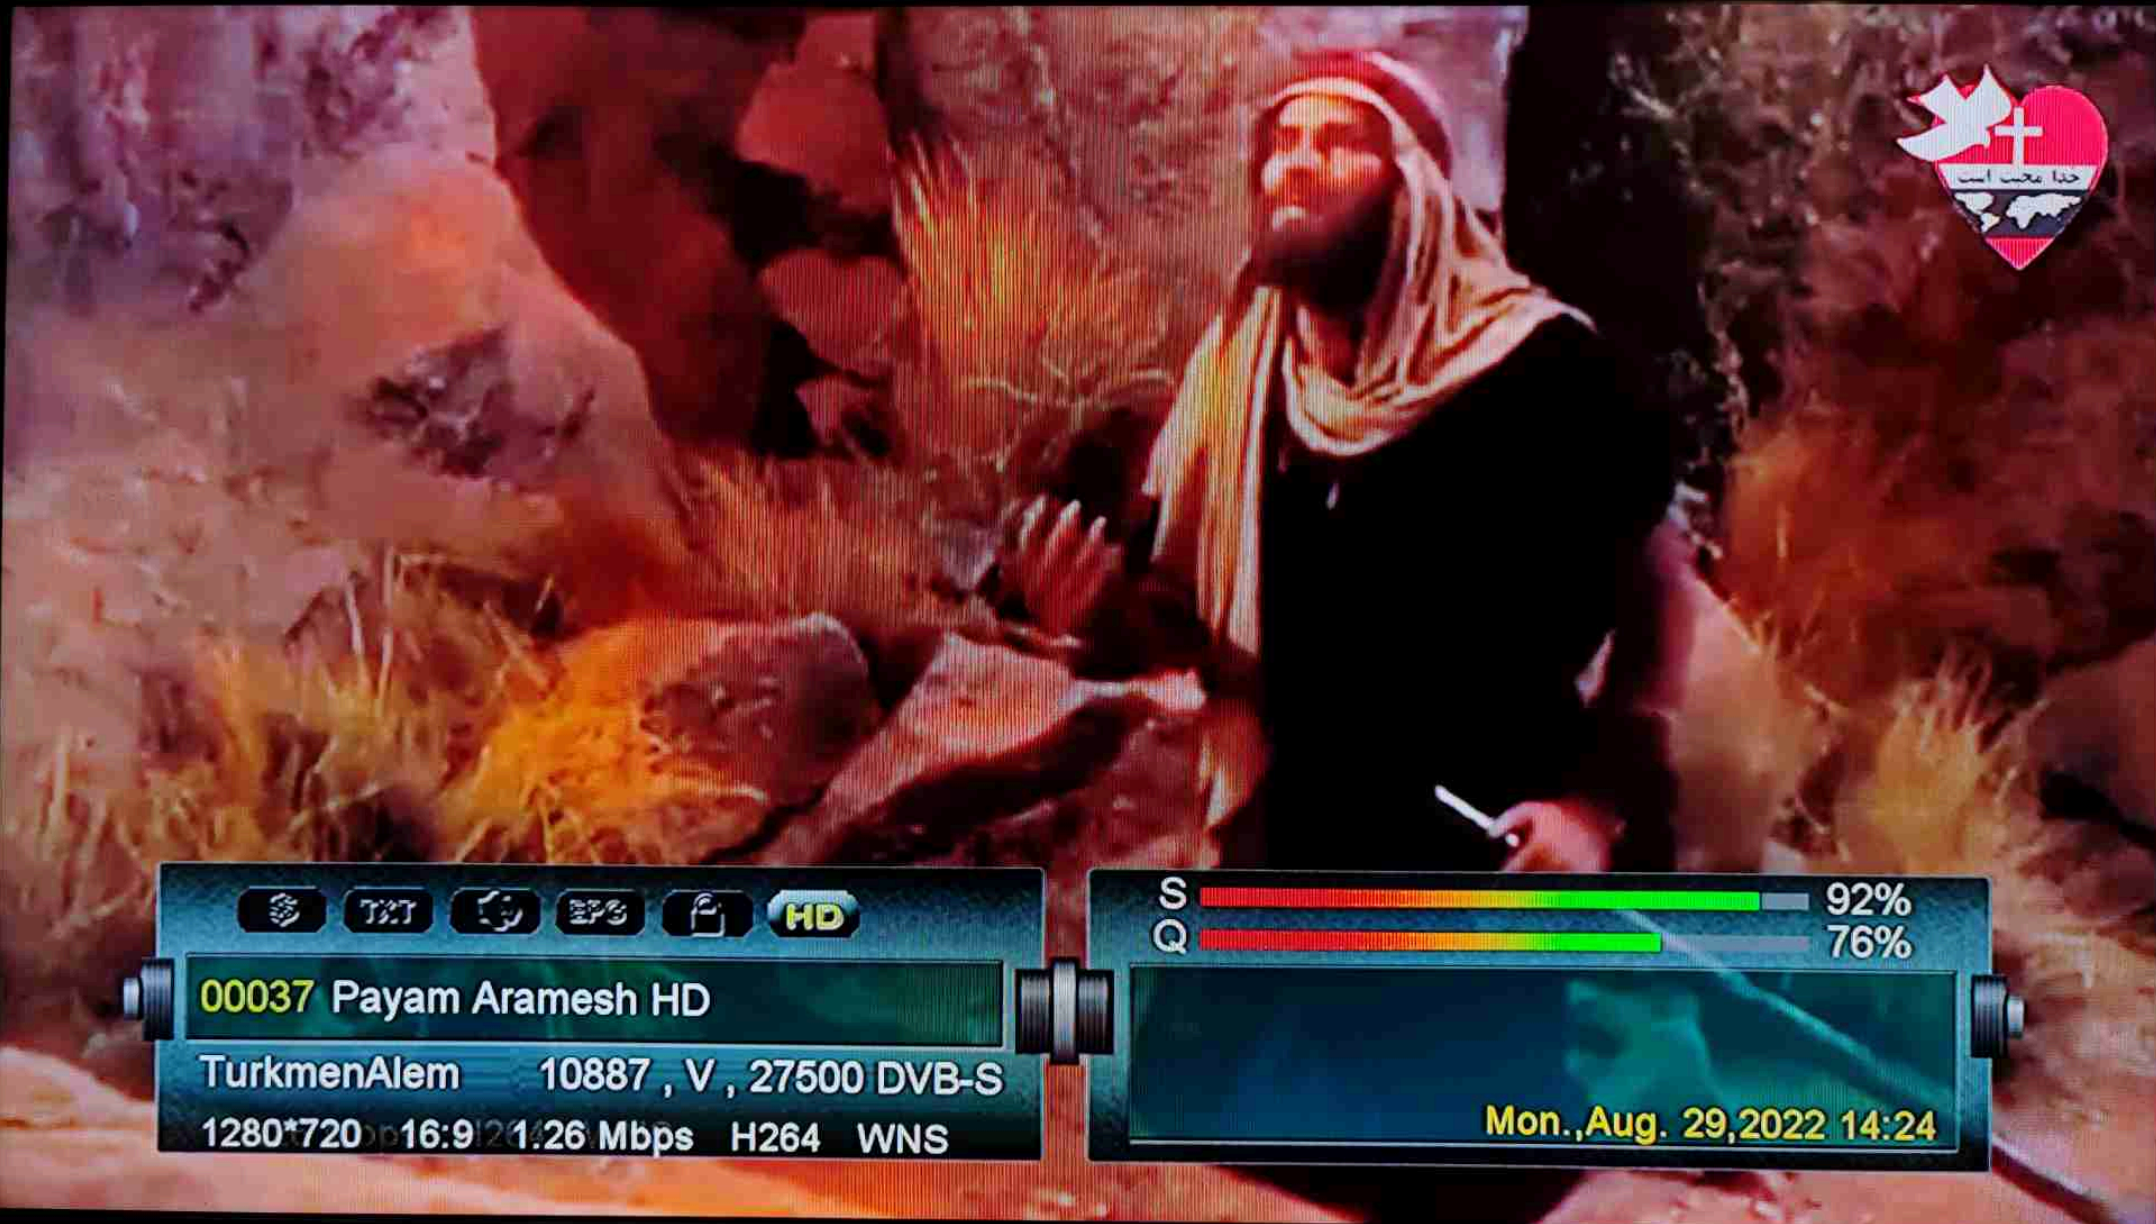 خدا محبت است
TXT EPG HD
S 92%
Q 76%
00037 Payam Aramesh HD
TurkmenAlem 10887 , V , 27500 DVB-S
1280*720 16:9 1.26 Mbps H264 WNS
Mon.,Aug. 29,2022 14:24